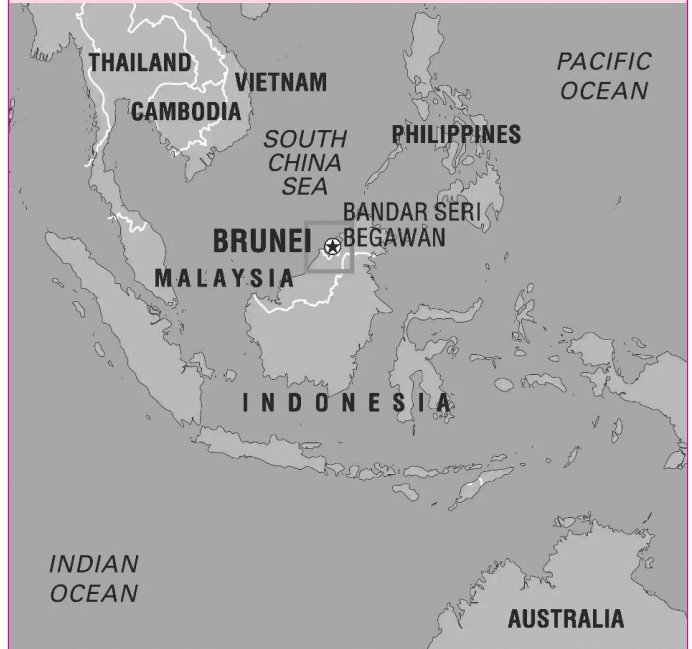 THAILAND
VIETNAM
CAMBODIA
PACIFIC
OCEAN
SOUTH
CHINA
SEA
PHILIPPINES
BANDAR SERI
BEGAWAN
BRUNEI
MALAYSIA
INDONESIA
INDIAN
OCEAN
AUSTRALIA